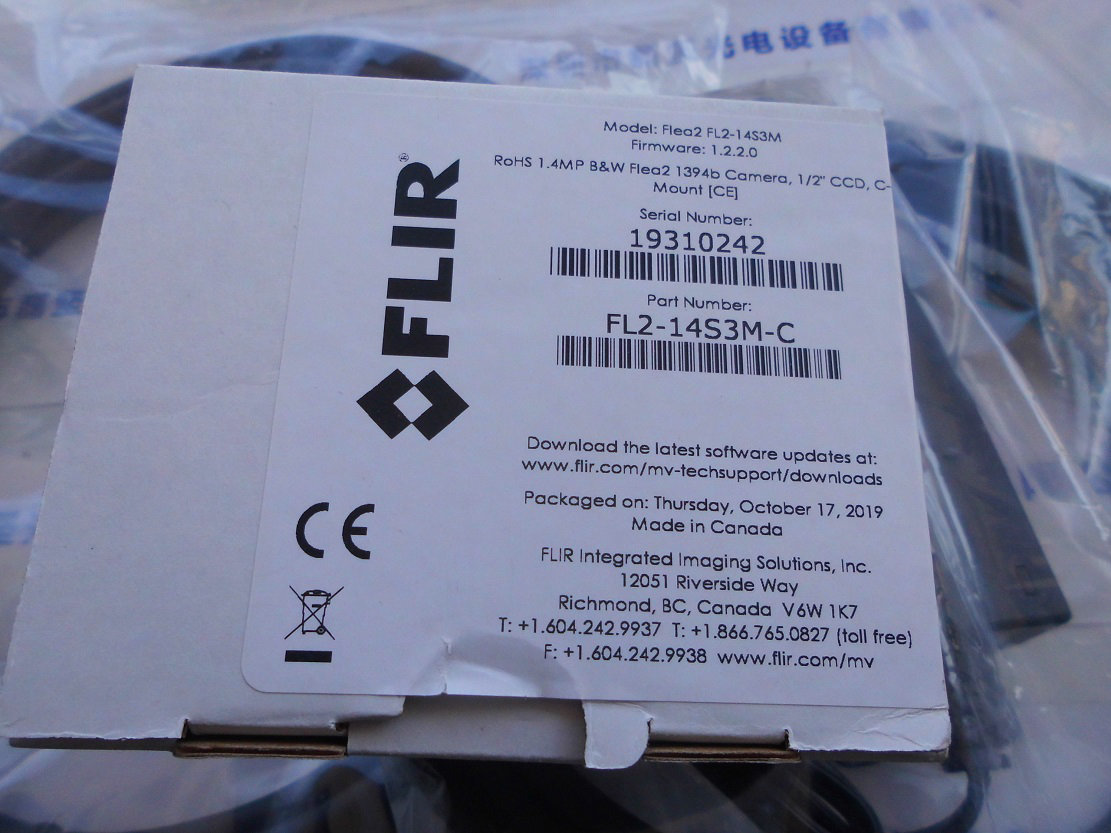 光电设备
Model: Flea2 FL2-14S3M
Firmware: 1.2.2.0
RoHS 1.4MP B&W Flea2 1394b Camera, 1/2" CCD, C-
Mount [CE]
Serial Number:
19310242
Part Number:
FL2-14S3M-C
FLIR®
Download the latest software updates at:
www.flir.com/mv-techsupport/downloads
Packaged on: Thursday, October 17, 2019
Made in Canada
CE
FLIR Integrated Imaging Solutions, Inc.
12051 Riverside Way
Richmond, BC, Canada V6W 1K7
T: +1.604.242.9937 T: +1.866.765.0827 (toll free)
F: +1.604.242.9938 www.flir.com/mv